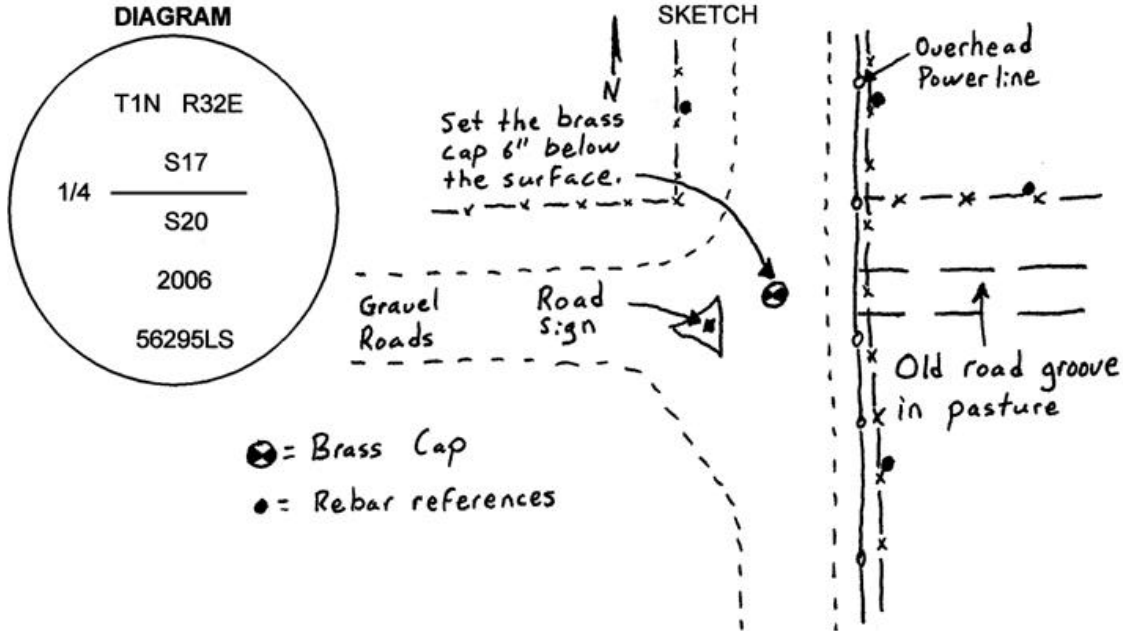 DIAGRAM
T1N R32E
S17
1/4
S20
2006
56295LS
SKETCH
N
Set the brass
cap 6" below
the surface.
Overhead
Powerline
Gravel
Roads
Road
sign
Old road groove
in pasture
= Brass Cap
= Rebar references